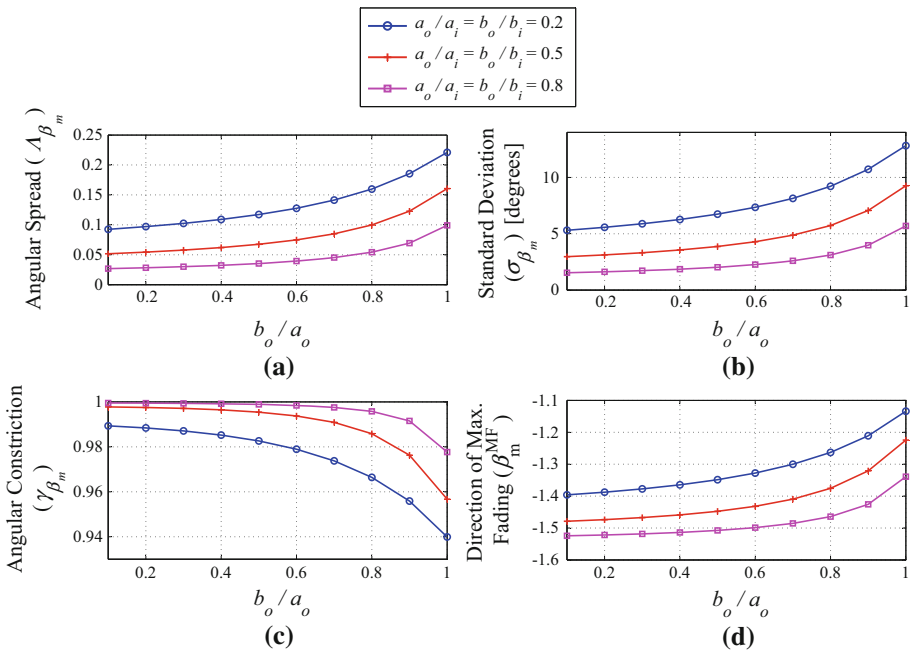 a_o / a_i = b_o / b_i = 0.2
a_o / a_i = b_o / b_i = 0.5
a_o / a_i = b_o / b_i = 0.8
Angular Spread ( Λ_βm )
0.25
0.2
0.15
0.1
0.05
0
0.2 0.4 0.6 0.8 1
b_o / a_o
(a)
Standard Deviation
(σ_βm) [degrees]
10
5
0
0.2 0.4 0.6 0.8 1
b_o / a_o
(b)
Angular Constriction
( γ_βm )
1
0.98
0.96
0.94
0.2 0.4 0.6 0.8 1
b_o / a_o
(c)
Direction of Max.
Fading ( β_m^MF )
-1.1
-1.2
-1.3
-1.4
-1.5
-1.6
0.2 0.4 0.6 0.8 1
b_o / a_o
(d)